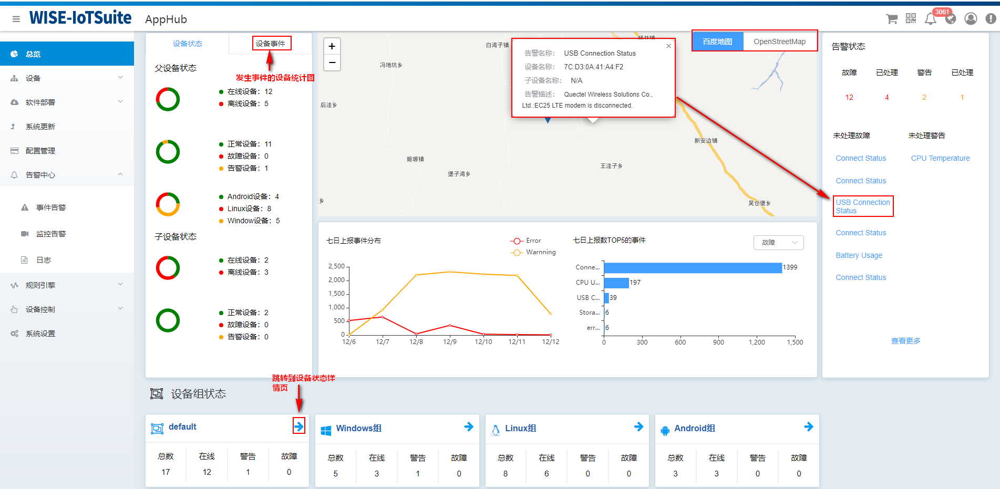 WISE-IoTSuite
AppHub
3061
总览
设备
软件部署
系统更新
配置管理
告警中心
事件告警
监控告警
日志
规则引擎
设备控制
系统设置
设备状态
设备事件
发生事件的设备统计图
父设备状态
在线设备：12
离线设备：5
正常设备：11
故障设备：0
告警设备：1
Android设备：4
Linux设备：8
Window设备：5
子设备状态
在线设备：2
离线设备：3
正常设备：2
故障设备：0
告警设备：0
+
−
白湾子镇
冯地坑乡
后洼乡
姬塬镇
堡子湾乡
王洼子乡
新安边镇
吴仓堡乡
乡
百度地图
OpenStreetMap
×
告警名称： USB Connection Status
设备名称： 7C:D3:0A:41:A4:F2
子设备名称： N/A
告警描述： Quectel Wireless Solutions Co.,
Ltd.:EC25 LTE modem is disconnected.
七日上报事件分布
Error
Warnning
2,500
2,000
1,500
1,000
500
0
12/6 12/7 12/8 12/9 12/10 12/11 12/12
七日上报数TOP5的事件
故障
Conne... 1399
CPU U... 197
USB C... 39
Stora... 6
err... 6
0 300 600 900 1,200 1,500
告警状态
故障 已处理 警告 已处理
12 4 2 1
未处理故障 未处理警告
Connect Status CPU Temperature
Connect Status
USB Connection
Status
Connect Status
Battery Usage
Connect Status
查看更多
跳转到设备状态详
情页
设备组状态
default
总数 在线 警告 故障
17 12 1 0
Windows组
总数 在线 警告 故障
5 3 1 0
Linux组
总数 在线 警告 故障
8 6 0 0
Android组
总数 在线 警告 故障
3 3 0 0